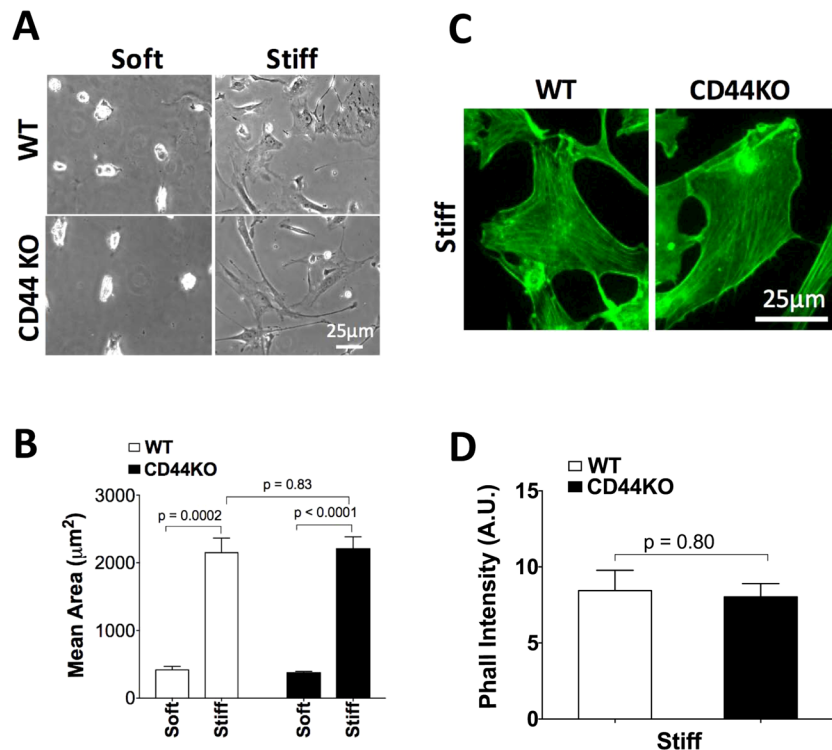 A
Soft Stiff
WT
CD44 KO
25μm
C
WT CD44KO
Stiff
25μm
B
WT
CD44KO
Mean Area (μm²)
3000
2000
1000
0
p = 0.83
p = 0.0002
p < 0.0001
Soft Stiff Soft Stiff
D
WT
CD44KO
Phall Intensity (A.U.)
15
10
5
0
p = 0.80
Stiff